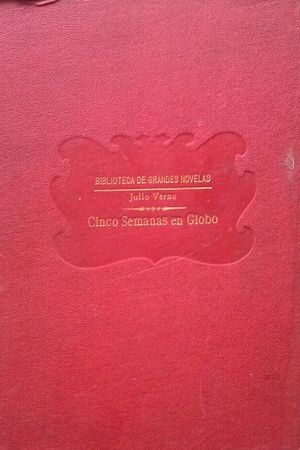 BIBLIOTECA DE GRANDES NOVELAS
Julio Verne
Cinco Semanas en Globo